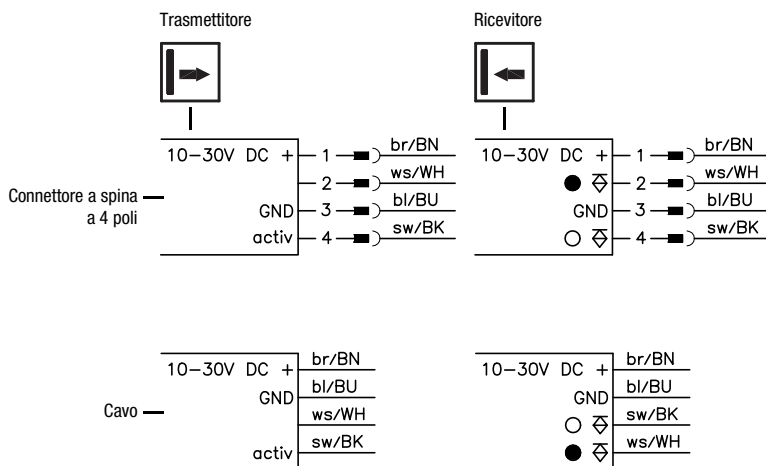 Trasmettitore
Ricevitore
Connettore a spina
a 4 poli
10–30V DC + 1 br/BN
2 ws/WH
GND 3 bl/BU
activ 4 sw/BK
10–30V DC + 1 br/BN
2 ws/WH
GND 3 bl/BU
4 sw/BK
Cavo
10–30V DC + br/BN
GND bl/BU
ws/WH
activ sw/BK
10–30V DC + br/BN
GND bl/BU
sw/BK
ws/WH